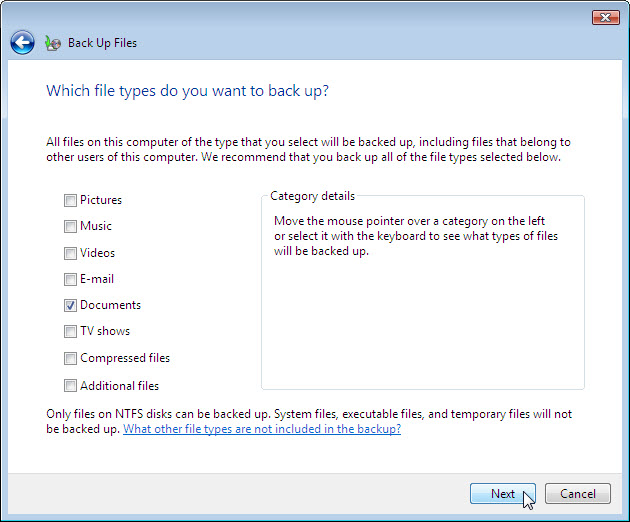 Back Up Files
Which file types do you want to back up?
All files on this computer of the type that you select will be backed up, including files that belong to
other users of this computer. We recommend that you back up all of the file types selected below.
Pictures
Music
Videos
E-mail
Documents
TV shows
Compressed files
Additional files
Category details
Move the mouse pointer over a category on the left
or select it with the keyboard to see what types of files
will be backed up.
Only files on NTFS disks can be backed up. System files, executable files, and temporary files will not
be backed up. What other file types are not included in the backup?
Next
Cancel